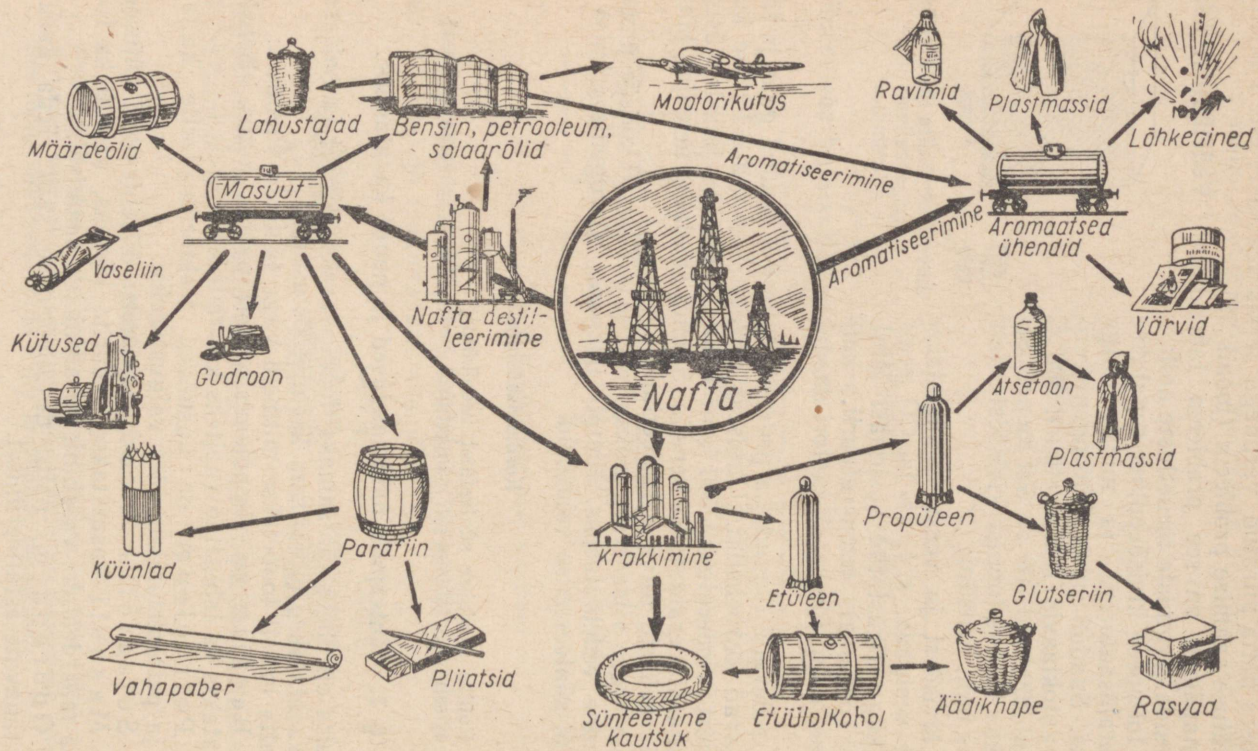 Ravimid
Plastmassid
Lõhkeained
Mootorikütus
Lahustajad
Bensiin, petrooleum,
solaarõlid
Määrdeõlid
Masuut
Aromatiseerimine
Aromatiseerimine
Aromaatsed
ühendid
Vaseliin
Nafta destil-
leerimine
Värvid
Kütused
Gudroon
Nafta
Atsetoon
Plastmassid
Propüleen
Parafiin
Krakkimine
Küünlad
Etüleen
Glütseriin
Vahapaber
Pliiatsid
Sünteetiline
kautšuk
Etüülalkohol
Äädikhape
Rasvad